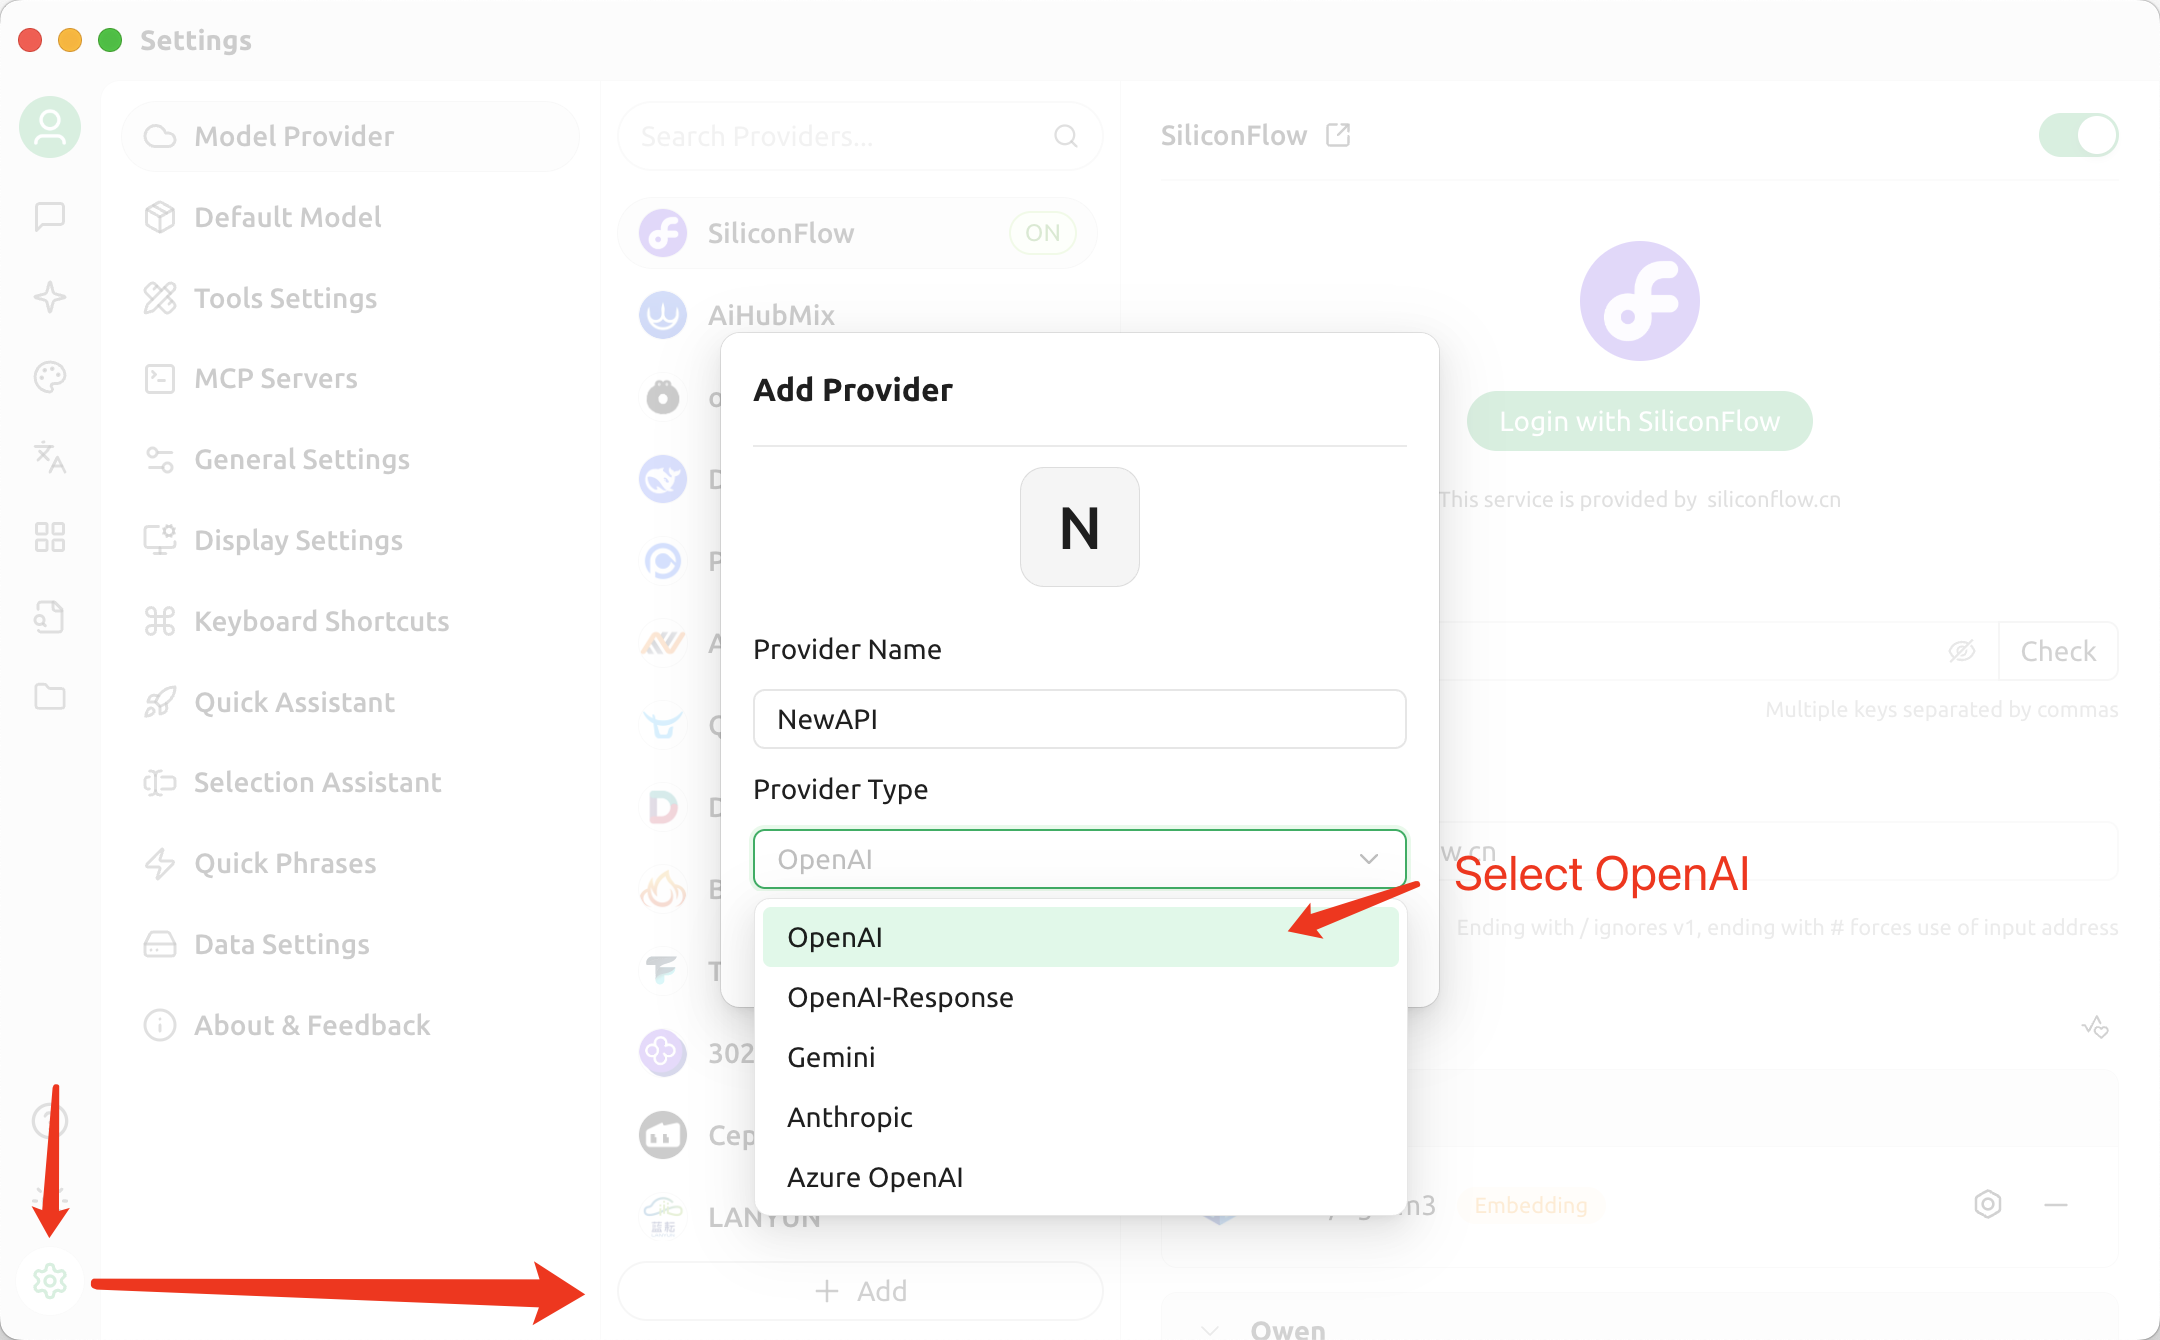 Settings
Model Provider
Default Model
Tools Settings
MCP Servers
General Settings
Display Settings
Keyboard Shortcuts
Quick Assistant
Selection Assistant
Quick Phrases
Data Settings
About & Feedback
Search Providers...
SiliconFlow
ON
AiHubMix
302
Cep
LANYUN
Add
Add Provider
N
Provider Name
NewAPI
Provider Type
OpenAI
OpenAI
OpenAI-Response
Gemini
Anthropic
Azure OpenAI
Select OpenAI
SiliconFlow
Login with SiliconFlow
This service is provided by siliconflow.cn
Check
Multiple keys separated by commas
w.cn
Ending with / ignores v1, ending with # forces use of input address
n3
Embedding
Qwen